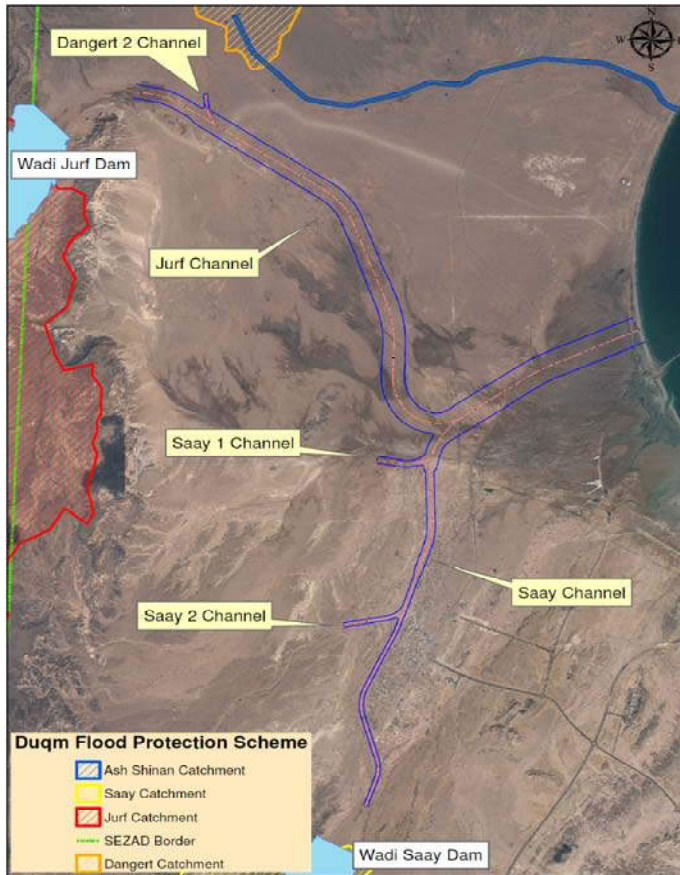 N
W
S
Dangert 2 Channel
Wadi Jurf Dam
Jurf Channel
Saay 1 Channel
Saay Channel
Saay 2 Channel
Duqm Flood Protection Scheme
Ash Shinan Catchment
Saay Catchment
Jurf Catchment
SEZAD Border
Dangert Catchment
Wadi Saay Dam